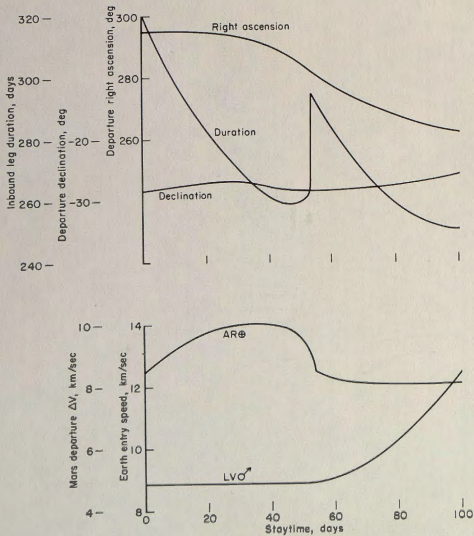 320
300
280
260
240
Inbound leg duration, days
-20
-30
Departure declination, deg
300
280
260
Departure right ascension, deg
Right ascension
Duration
Declination
10
8
6
4
Mars departure ΔV, km/sec
14
12
10
8
Earth entry speed, km/sec
AR⊕
LV♂
0 20 40 60 80 100
Staytime, days